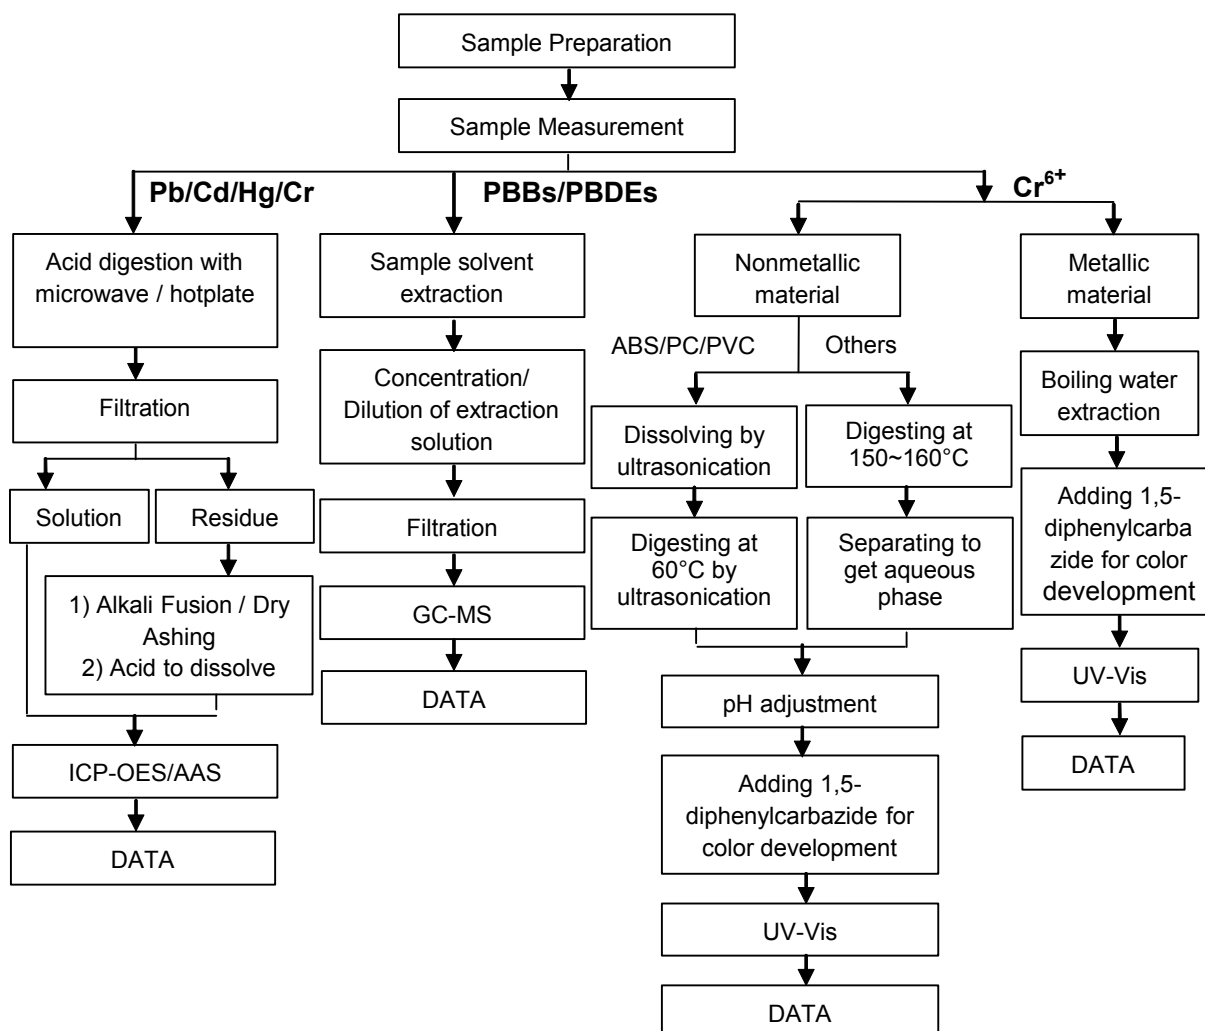 Sample Preparation
Sample Measurement
Pb/Cd/Hg/Cr
PBBs/PBDEs
Cr⁶⁺
Acid digestion with
microwave / hotplate
Filtration
Solution
Residue
1) Alkali Fusion / Dry
Ashing
2) Acid to dissolve
ICP-OES/AAS
DATA
Sample solvent
extraction
Concentration/
Dilution of extraction
solution
Filtration
GC-MS
DATA
Nonmetallic
material
ABS/PC/PVC
Others
Dissolving by
ultrasonication
Digesting at
60°C by
ultrasonication
Digesting at
150~160°C
Separating to
get aqueous
phase
pH adjustment
Adding 1,5-
diphenylcarbazide for
color development
UV-Vis
DATA
Metallic
material
Boiling water
extraction
Adding 1,5-
diphenylcarba
zide for color
development
UV-Vis
DATA